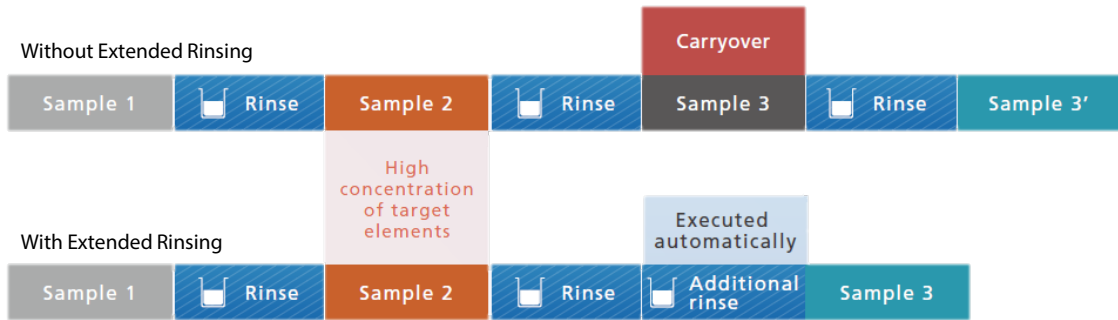 Without Extended Rinsing
Carryover
Sample 1
Rinse
Sample 2
Rinse
Sample 3
Rinse
Sample 3’
High
concentration
of target
elements
With Extended Rinsing
Executed
automatically
Sample 1
Rinse
Sample 2
Rinse
Additional
rinse
Sample 3